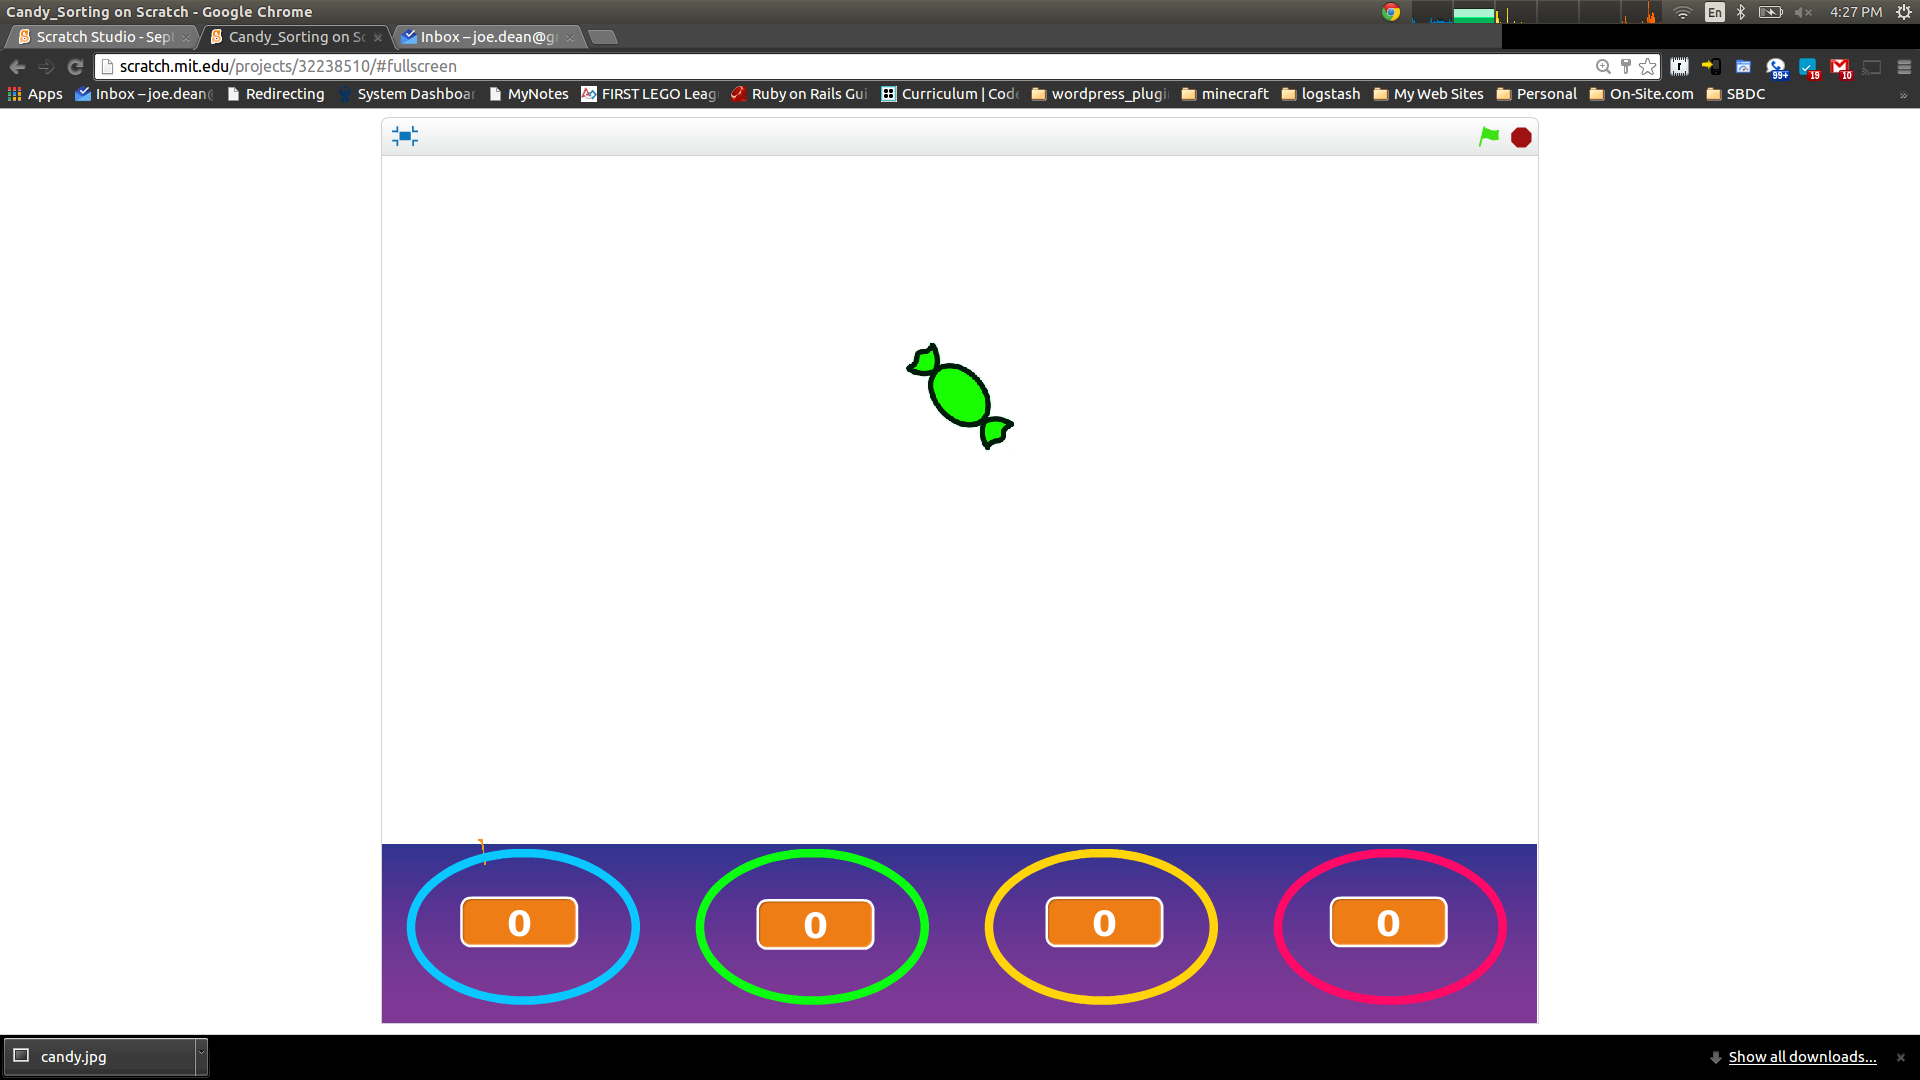 Candy_Sorting on Scratch - Google Chrome
En
4:27 PM
Scratch Studio - Sep
Candy_Sorting on Sc
Inbox – joe.dean@gr
scratch.mit.edu/projects/32238510/#fullscreen
99+
19
10
Apps
Inbox – joe.dean
Redirecting
System Dashboar
MyNotes
FIRST LEGO Leag
Ruby on Rails Gui
Curriculum | Code
wordpress_plugi
minecraft
logstash
My Web Sites
Personal
On-Site.com
SBDC
»
0
0
0
0
candy.jpg
Show all downloads...